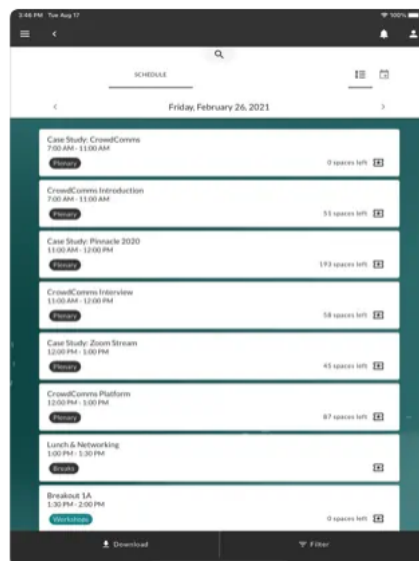 3:46 PM Tue Aug 17
100%
SCHEDULE
Friday, February 26, 2021
Case Study: CrowdComms
7:00 AM - 11:00 AM
Plenary
0 spaces left
CrowdComms Introduction
7:00 AM - 11:00 AM
Plenary
51 spaces left
Case Study: Pinnacle 2020
11:00 AM - 12:00 PM
Plenary
193 spaces left
CrowdComms Interview
11:00 AM - 12:00 PM
Plenary
58 spaces left
Case Study: Zoom Stream
12:00 PM - 1:00 PM
Plenary
45 spaces left
CrowdComms Platform
12:00 PM - 1:00 PM
Plenary
87 spaces left
Lunch & Networking
1:00 PM - 1:30 PM
Breaks
Breakout 1A
1:30 PM - 2:00 PM
Workshops
0 spaces left
Download
Filter